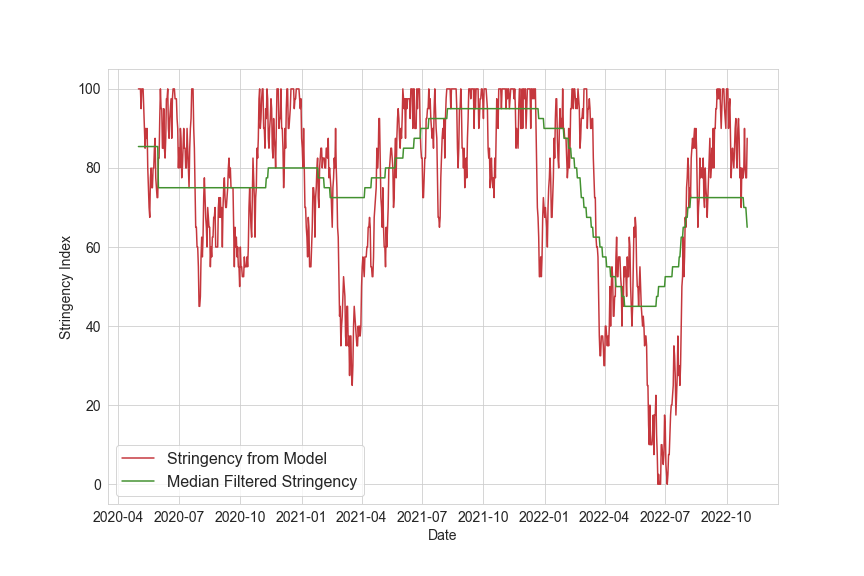 100
80
60
40
20
0
Stringency Index
Stringency from Model
Median Filtered Stringency
2020-04 2020-07 2020-10 2021-01 2021-04 2021-07 2021-10 2022-01 2022-04 2022-07 2022-10
Date